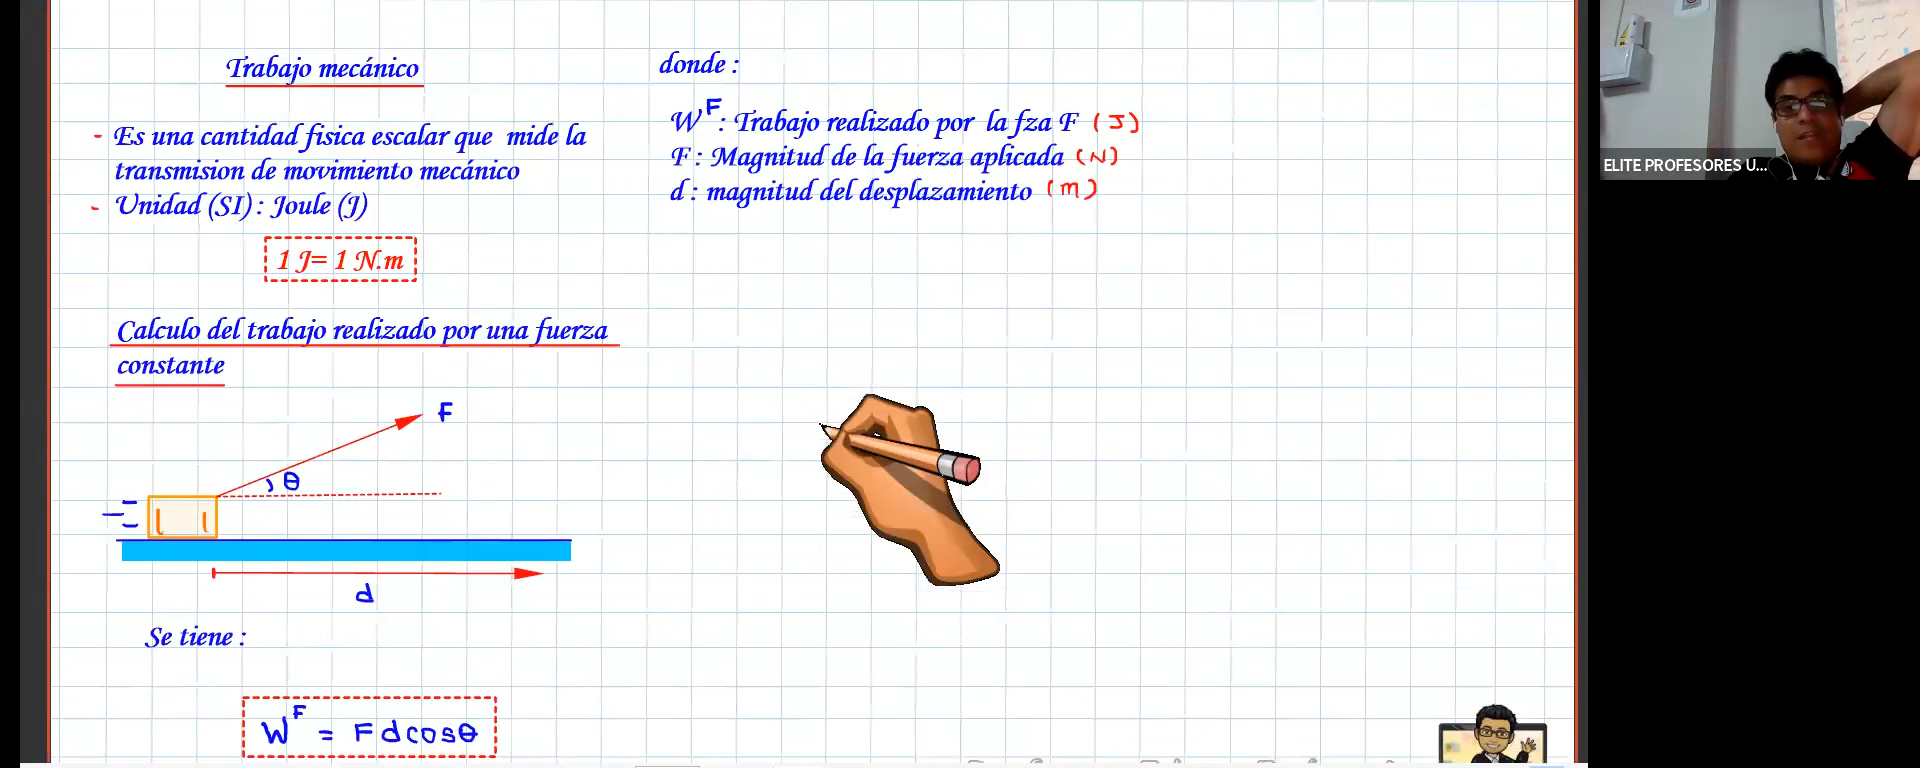 Trabajo mecánico
- Es una cantidad fisica escalar que mide la
transmision de movimiento mecánico
- Unidad (SI) : Joule (J)
1 J= 1 N.m
Calculo del trabajo realizado por una fuerza
constante
F
θ
d
Se tiene :
W^F = F d cos θ
donde :
W^F : Trabajo realizado por la fza F (J)
F : Magnitud de la fuerza aplicada (N)
d : magnitud del desplazamiento (m)
ELITE PROFESORES U...